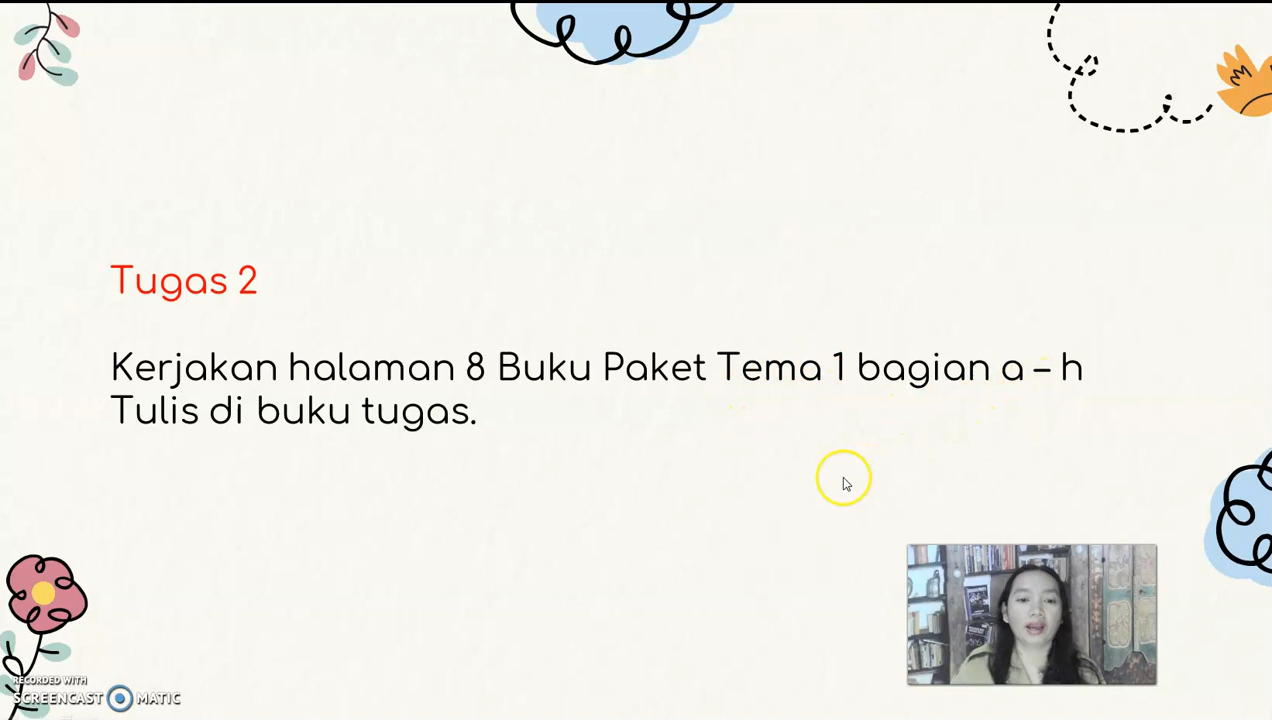 Tugas 2
Kerjakan halaman 8 Buku Paket Tema 1 bagian a – h
Tulis di buku tugas.
RECORDED WITH
SCREENCAST MATIC